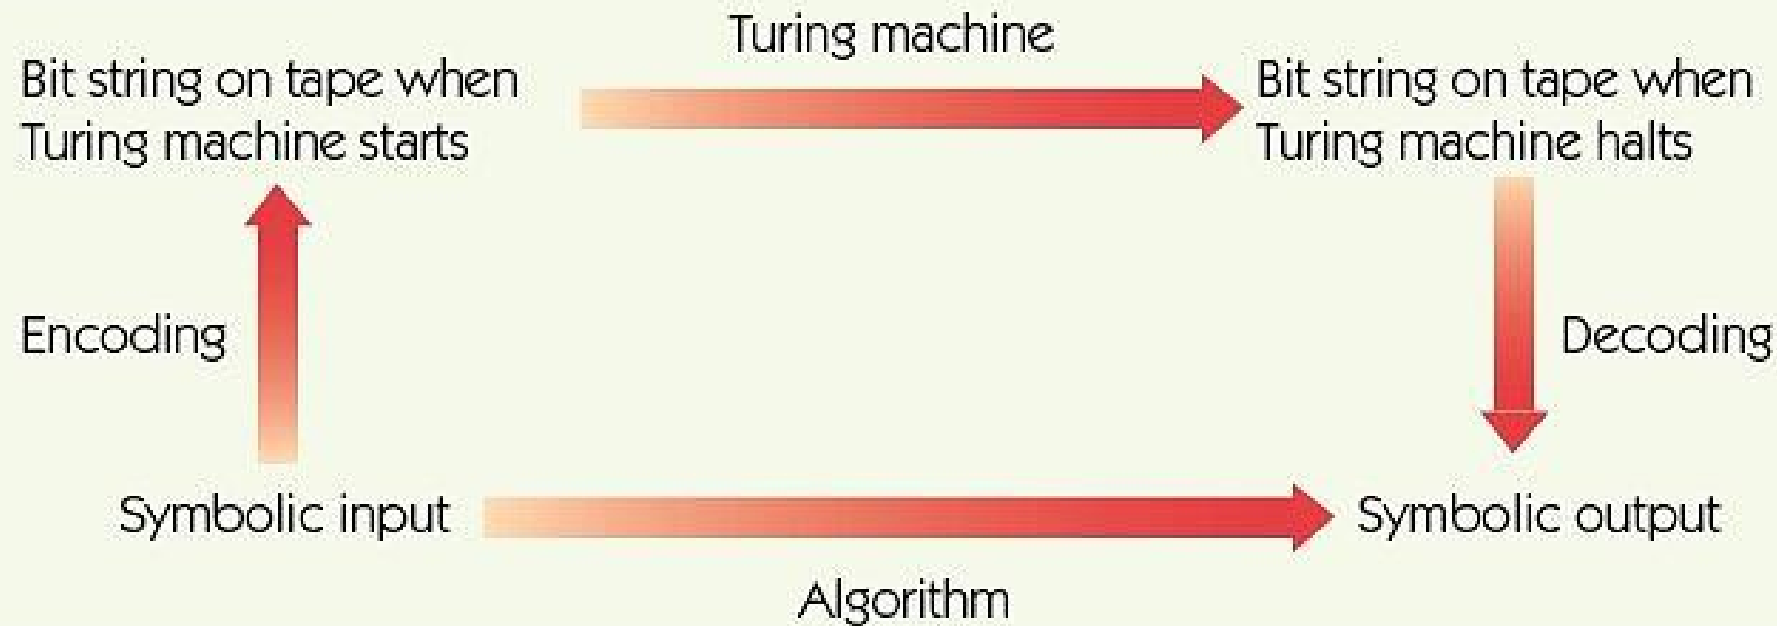 Turing machine
Bit string on tape when
Turing machine starts
Bit string on tape when
Turing machine halts
Encoding
Decoding
Symbolic input
Symbolic output
Algorithm